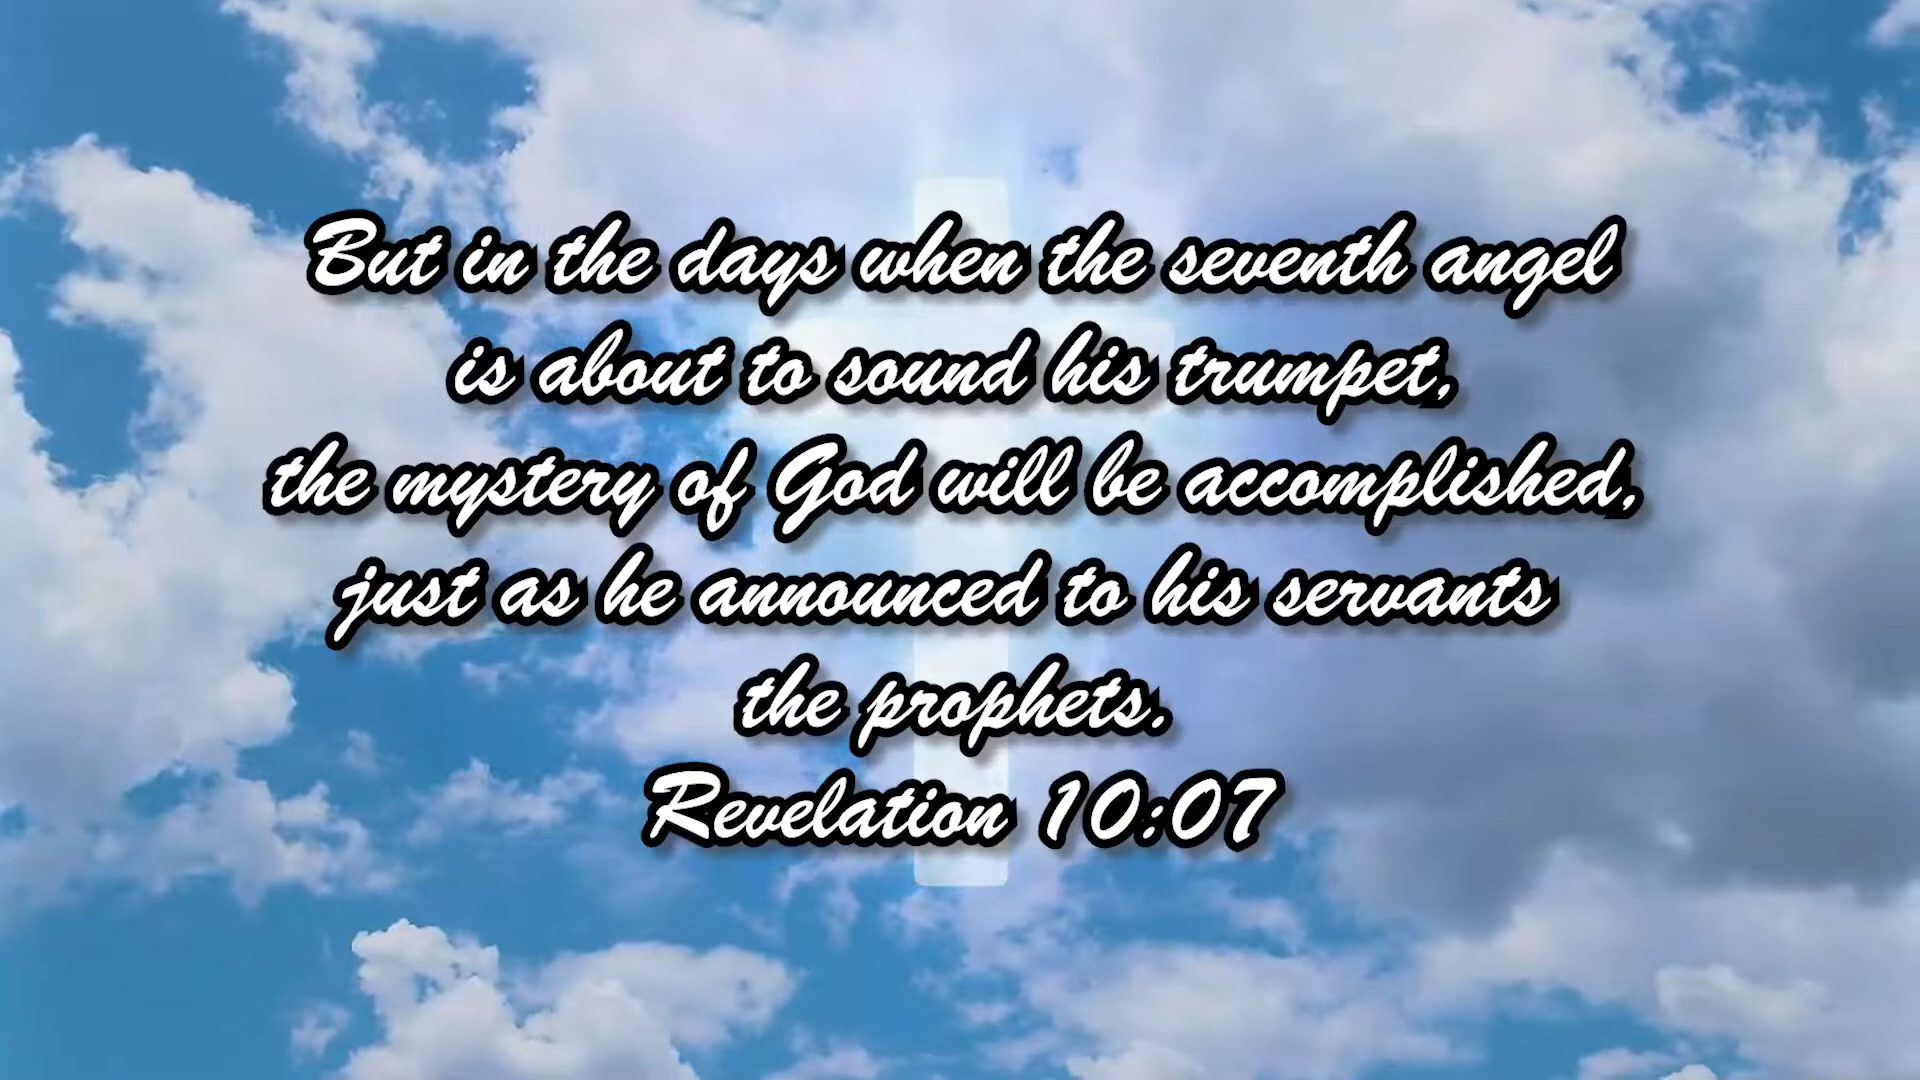 But in the days when the seventh angel
is about to sound his trumpet,
the mystery of God will be accomplished,
just as he announced to his servants
the prophets.
Revelation 10:07